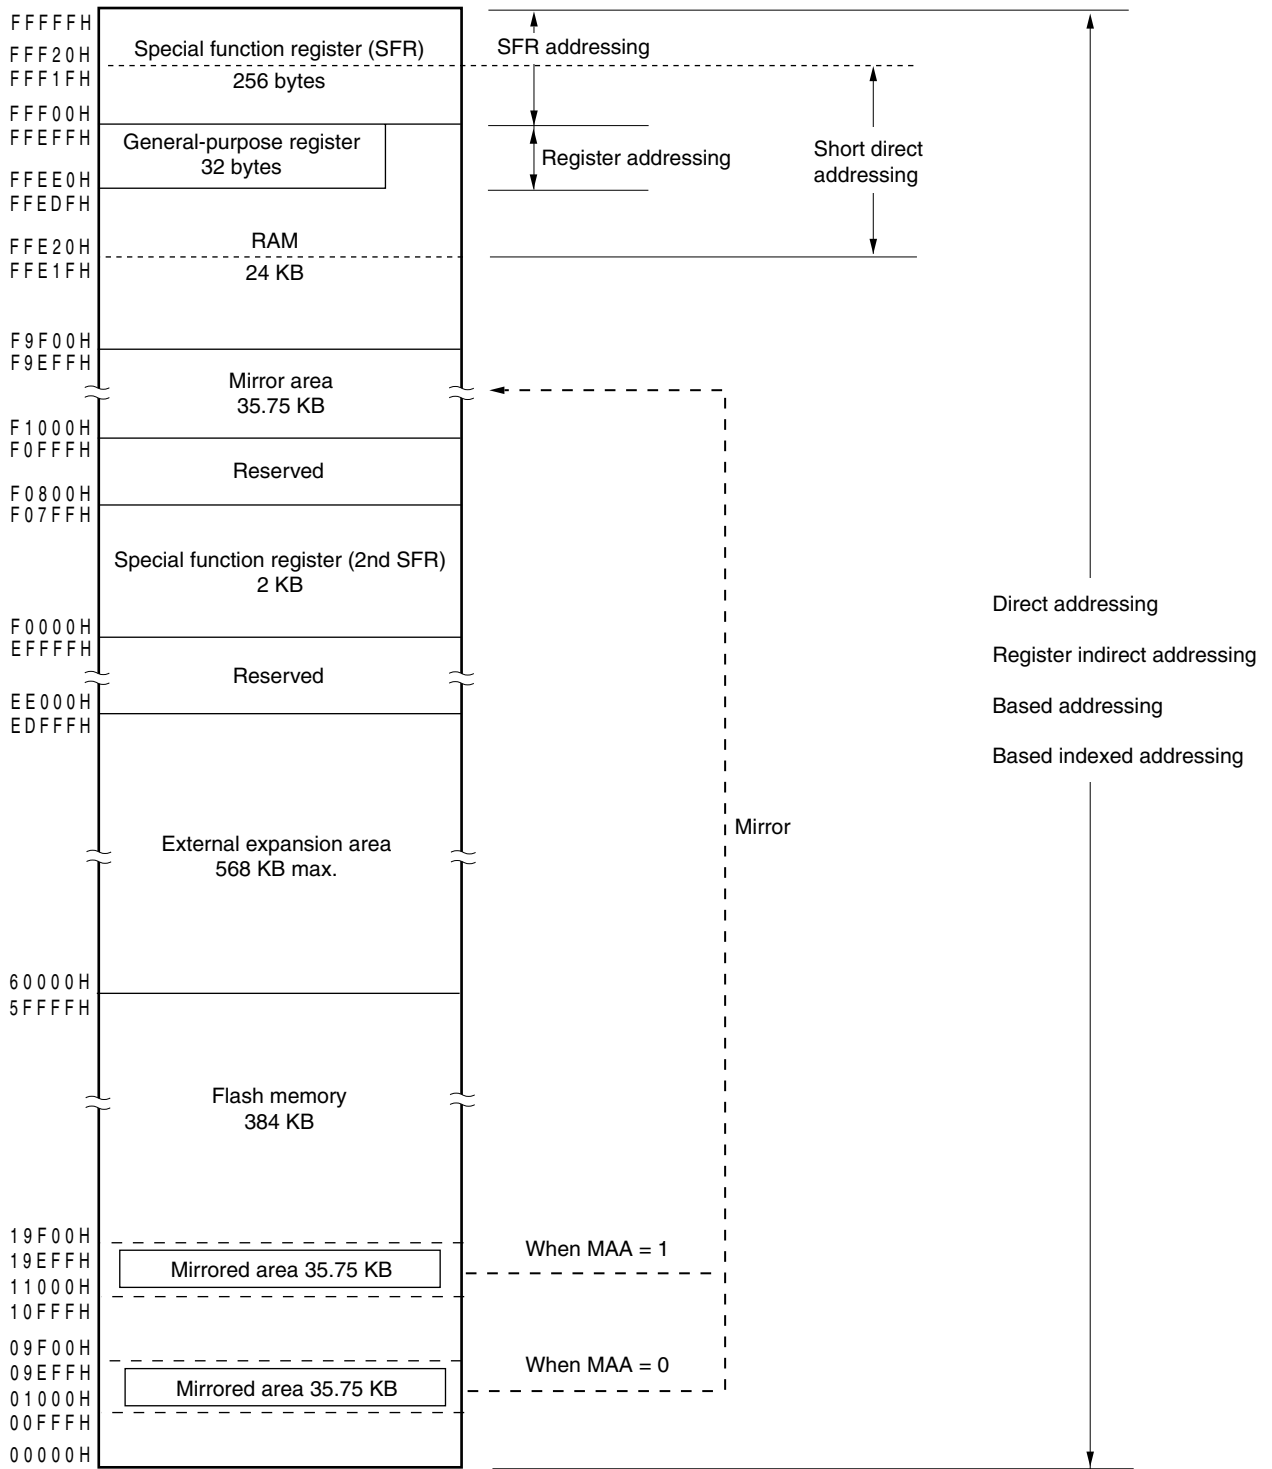 FFFFFH
Special function register (SFR)
256 bytes
SFR addressing
FFF20H
FFF1FH
FFF00H
FFEFFH
General-purpose register
32 bytes
Register addressing
Short direct
addressing
FFEE0H
FFEDFH
RAM
24 KB
FFE20H
FFE1FH
F9F00H
F9EFFH
Mirror area
35.75 KB
F1000H
F0FFFH
Reserved
F0800H
F07FFH
Special function register (2nd SFR)
2 KB
F0000H
EFFFFH
Reserved
EE000H
EDFFFH
Direct addressing
Register indirect addressing
Based addressing
Based indexed addressing
External expansion area
568 KB max.
Mirror
60000H
5FFFFH
Flash memory
384 KB
19F00H
19EFFH
11000H
10FFFH
Mirrored area 35.75 KB
When MAA = 1
09F00H
09EFFH
01000H
00FFFH
Mirrored area 35.75 KB
When MAA = 0
00000H